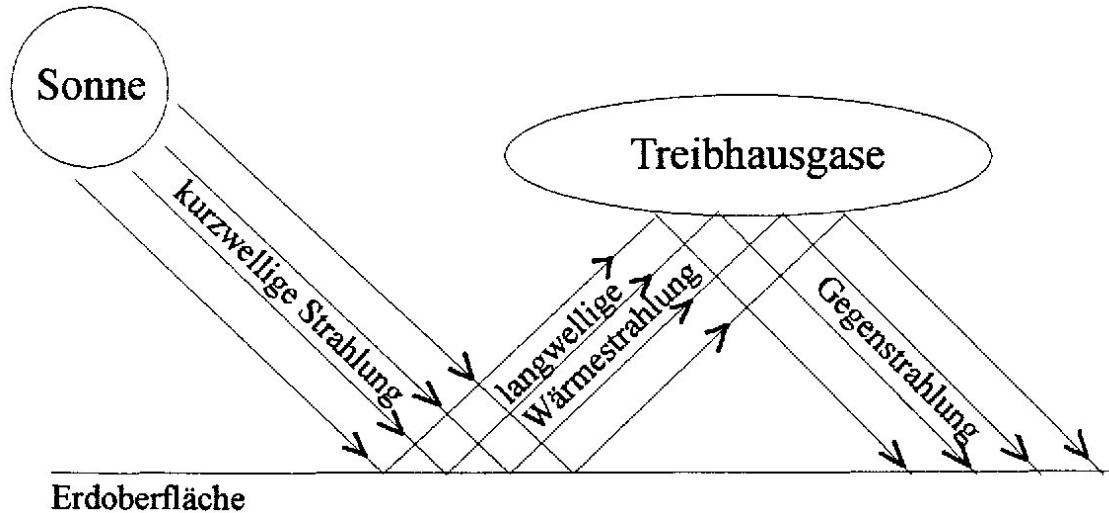 Sonne
Treibhausgase
kurzwellige Strahlung
langwellige
Wärmestrahlung
Gegenstrahlung
Erdoberfläche